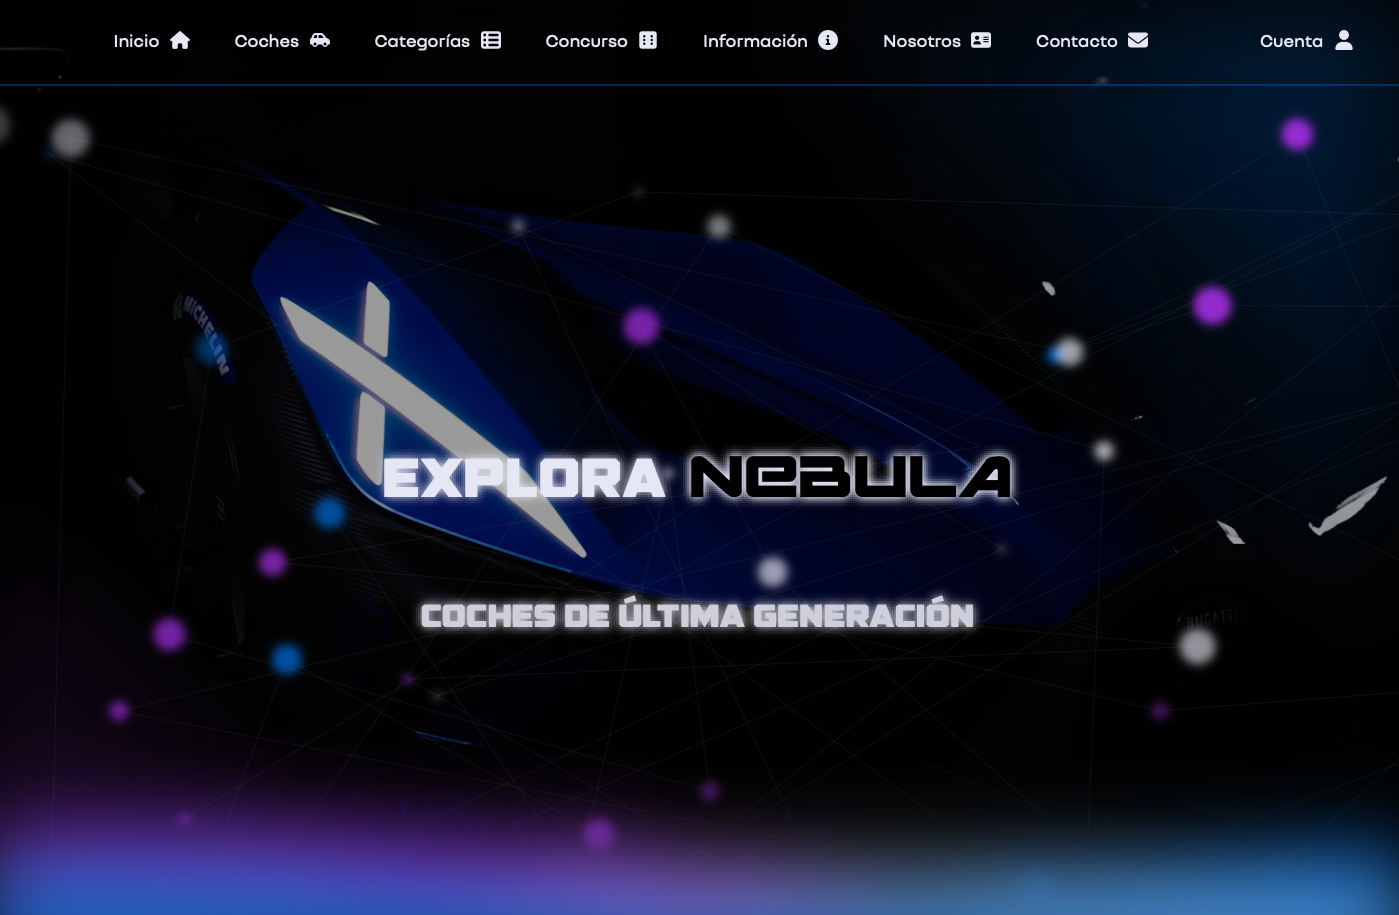 Inicio
Coches
Categorías
Concurso
Información
Nosotros
Contacto
Cuenta
MICHELIN
EXPLORA NEBULA
COCHES DE ÚLTIMA GENERACIÓN
BUGATTI